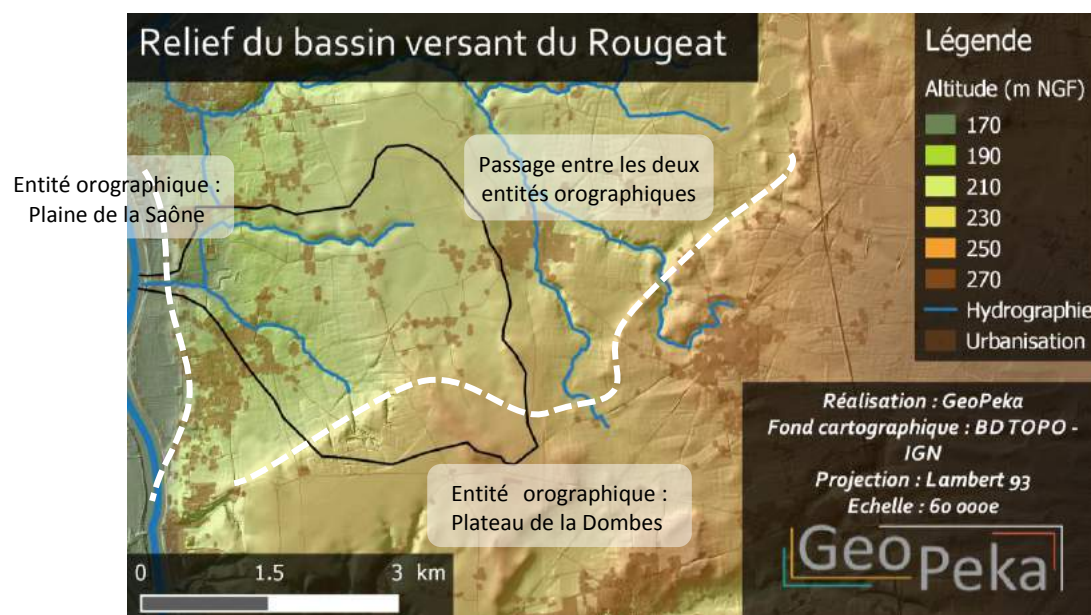 Relief du bassin versant du Rougeat
Légende
Altitude (m NGF)
170
190
210
230
250
270
Hydrographie
Urbanisation
Entité orographique :
Plaine de la Saône
Passage entre les deux
entités orographiques
Entité orographique :
Plateau de la Dombes
Réalisation : GeoPeka
Fond cartographique : BD TOPO -
IGN
Projection : Lambert 93
Echelle : 60 000e
GeoPeka
0 1.5 3 km